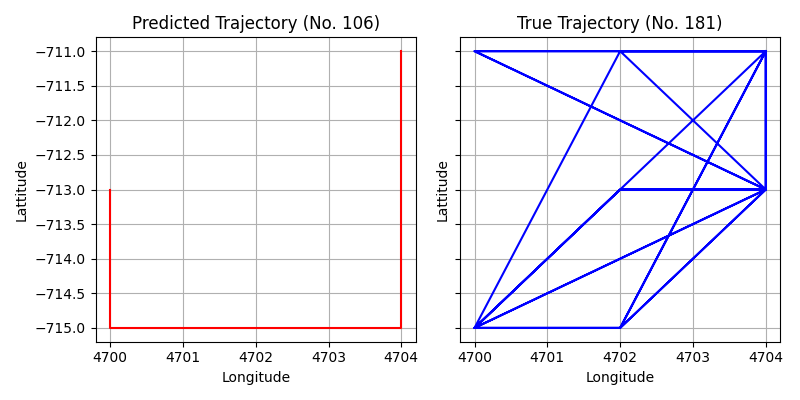 Predicted Trajectory (No. 106)
−711.0
−711.5
−712.0
−712.5
−713.0
−713.5
−714.0
−714.5
−715.0
Lattitude
4700 4701 4702 4703 4704
Longitude
True Trajectory (No. 181)
Lattitude
4700 4701 4702 4703 4704
Longitude